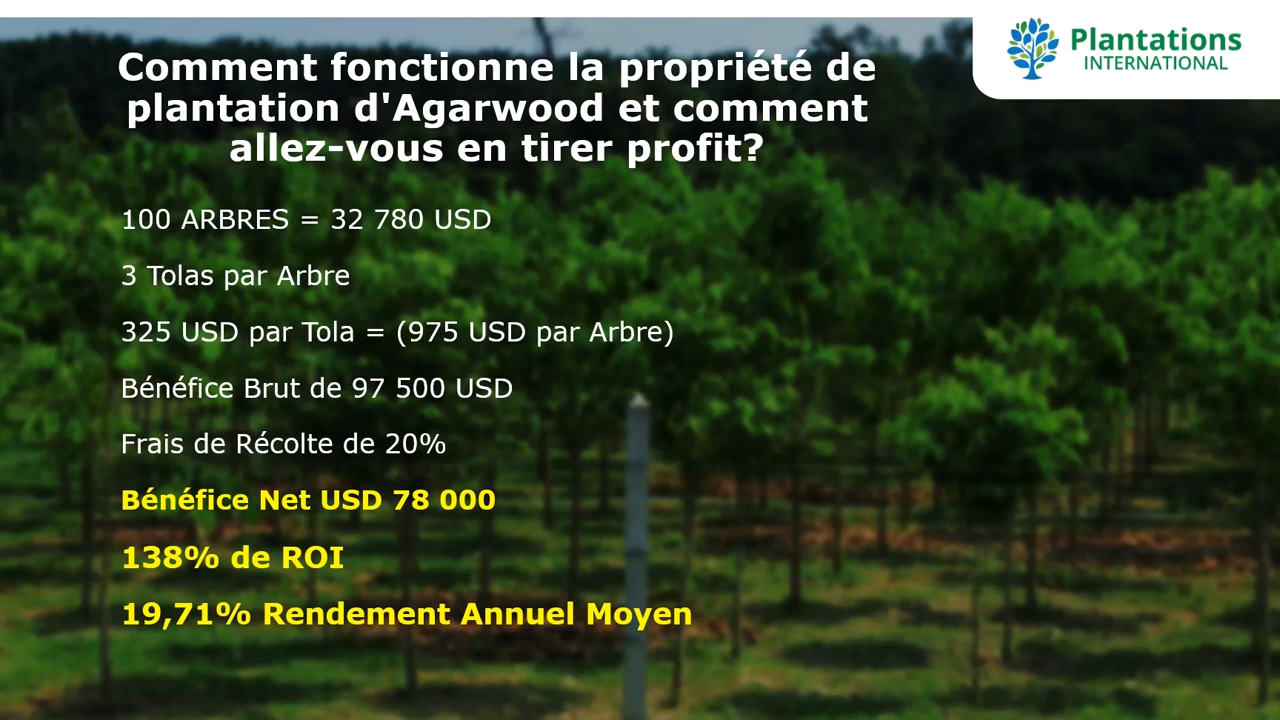 Plantations
INTERNATIONAL
Comment fonctionne la propriété de
plantation d'Agarwood et comment
allez-vous en tirer profit?
100 ARBRES = 32 780 USD
3 Tolas par Arbre
325 USD par Tola = (975 USD par Arbre)
Bénéfice Brut de 97 500 USD
Frais de Récolte de 20%
Bénéfice Net USD 78 000
138% de ROI
19,71% Rendement Annuel Moyen